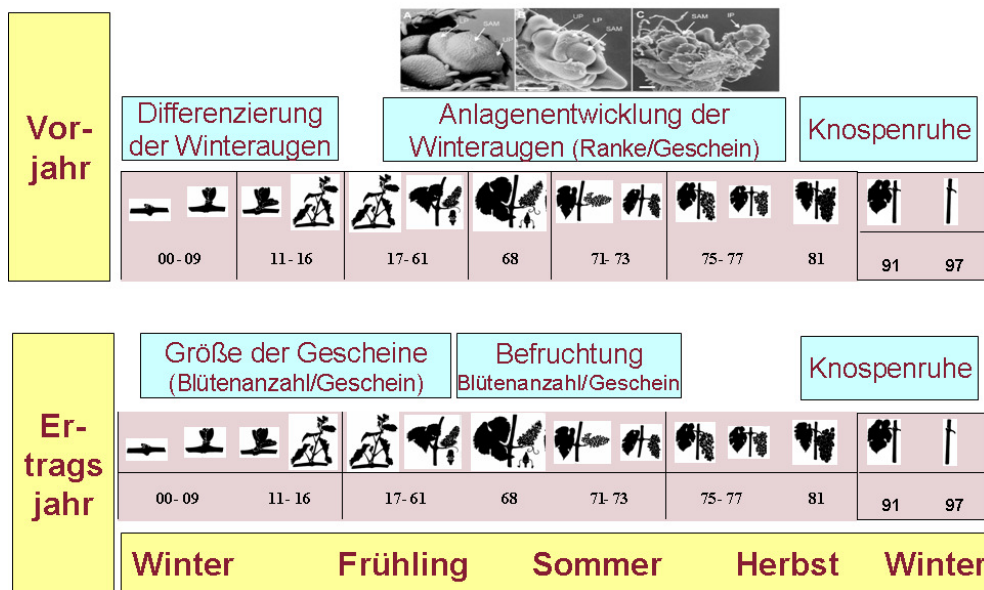 A
LP
SAM
UP
B
UP
LP
SAM
C
SAM
IP
Vor-
jahr
Differenzierung
der Winteraugen
Anlagenentwicklung der
Winteraugen (Ranke/Geschein)
Knospenruhe
00-09 11-16 17-61 68 71-73 75-77 81 91 97
Er-
trags
jahr
Größe der Gescheine
(Blütenanzahl/Geschein)
Befruchtung
Blütenanzahl/Geschein
Knospenruhe
00-09 11-16 17-61 68 71-73 75-77 81 91 97
Winter Frühling Sommer Herbst Winter